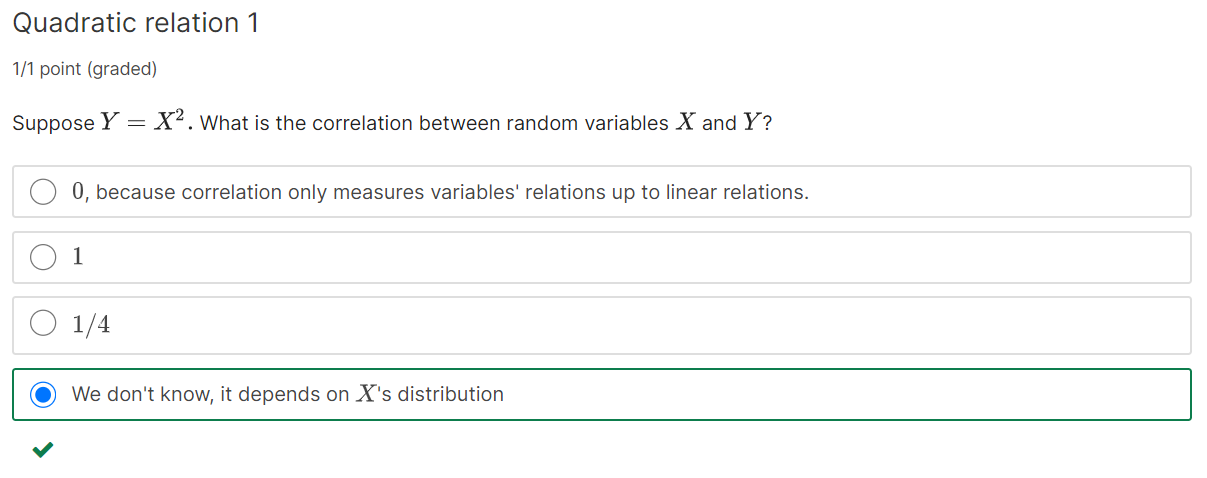 Quadratic relation 1
1/1 point (graded)
Suppose Y = X². What is the correlation between random variables X and Y?
0, because correlation only measures variables' relations up to linear relations.
1
1/4
We don't know, it depends on X's distribution